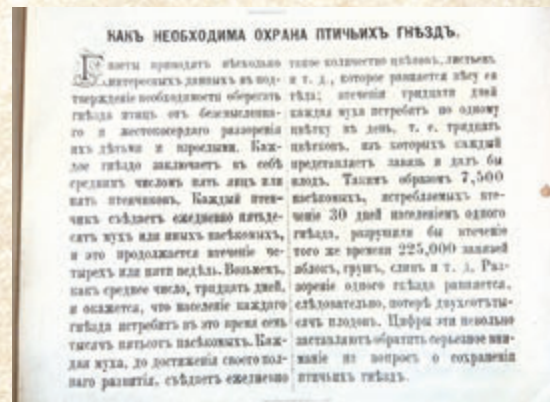 КАКЪ НЕОБХОДИМА ОХРАНА ПТИЧЬИХЪ ГНѢЗДЪ.
Газеты приводятъ нѣсколько
интересныхъ данныхъ въ под-
твержденіе необходимости оберегать
гнѣзда птицъ отъ безсмысленна-
го и жестокосердаго разоренія
ихъ дѣтьми и взрослыми. Каж-
дое гнѣздо заключаетъ въ себѣ
среднимъ числомъ пять яицъ или
пять птенчиковъ. Каждый птен-
чикъ съѣдаетъ ежедневно пятьде-
сятъ мухъ или иныхъ насѣкомыхъ,
и это продолжается втеченіе че-
тырехъ или пяти недѣль. Возьмемъ,
какъ среднее число, тридцать дней,
и окажется, что населеніе каждаго
гнѣзда истребитъ въ это время семь
тысячъ пятьсотъ насѣкомыхъ. Каж-
дая муха, до достиженія своего пол-
наго развитія, съѣдаетъ ежедневно
такое количество цвѣтовъ, листьевъ
и т. д., которое равняется вѣсу ея
тѣла; втеченіи тридцати дней
каждая муха истребитъ по одному
цвѣтку въ день, т. е. тридцать
цвѣтковъ, изъ которыхъ каждый
представляетъ завязь и далъ бы
плодъ. Такимъ образомъ 7,500
насѣкомыхъ, истребляемыхъ вте-
ченіе 30 дней населеніемъ одного
гнѣзда, разрушили бы втеченіе
того же времени 225,000 завязей
яблокъ, грушъ, сливъ и т. д. Раз-
зореніе одного гнѣзда равняется,
слѣдовательно, потерѣ двухсотъты-
сячъ плодовъ. Цифры эти невольно
заставляютъ обратить серьезное вни-
маніе на вопросъ о сохраненіи
птичьихъ гнѣздъ.